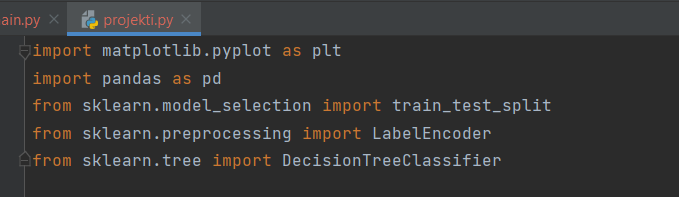 ain.py projekti.py
import matplotlib.pyplot as plt
import pandas as pd
from sklearn.model_selection import train_test_split
from sklearn.preprocessing import LabelEncoder
from sklearn.tree import DecisionTreeClassifier